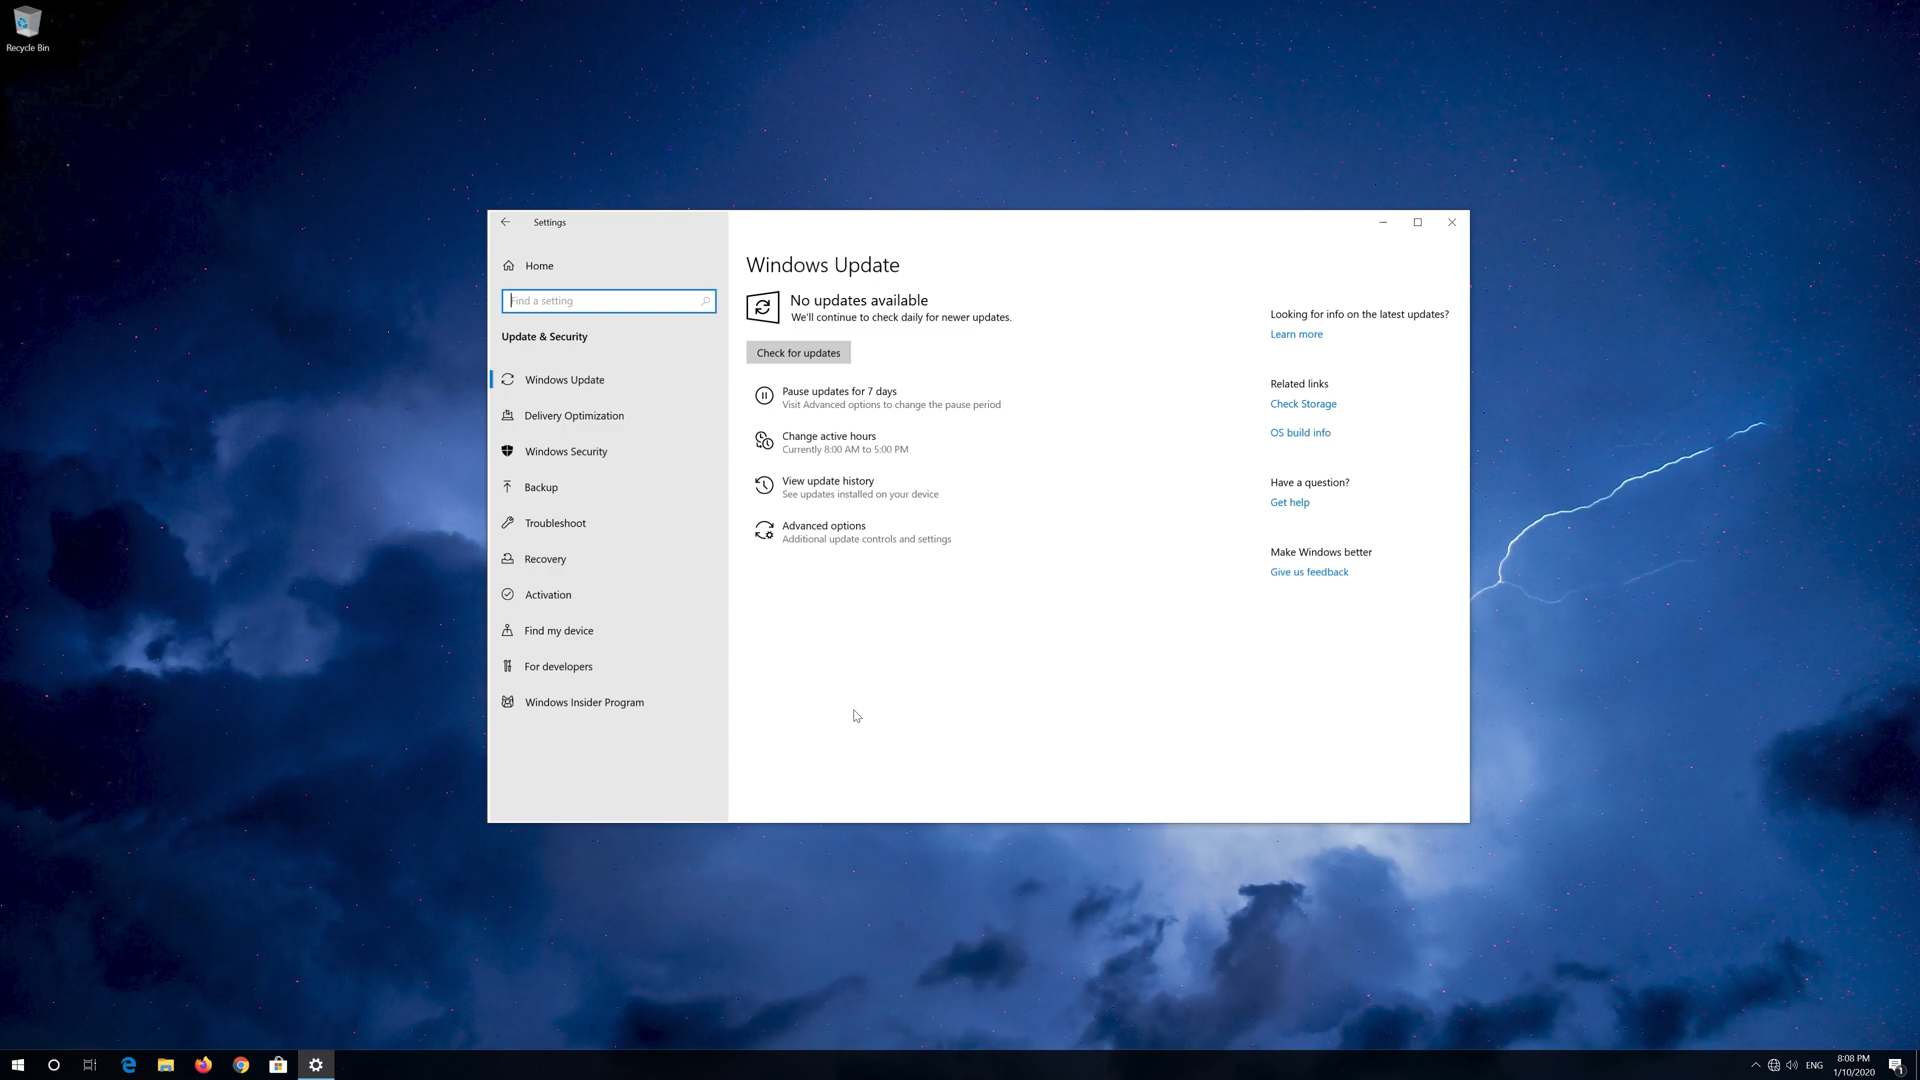 Recycle Bin
Settings
Home
Find a setting
Update & Security
Windows Update
Delivery Optimization
Windows Security
Backup
Troubleshoot
Recovery
Activation
Find my device
For developers
Windows Insider Program
Windows Update
No updates available
We'll continue to check daily for newer updates.
Check for updates
Pause updates for 7 days
Visit Advanced options to change the pause period
Change active hours
Currently 8:00 AM to 5:00 PM
View update history
See updates installed on your device
Advanced options
Additional update controls and settings
Looking for info on the latest updates?
Learn more
Related links
Check Storage
OS build info
Have a question?
Get help
Make Windows better
Give us feedback
ENG
8:08 PM
1/10/2020
1